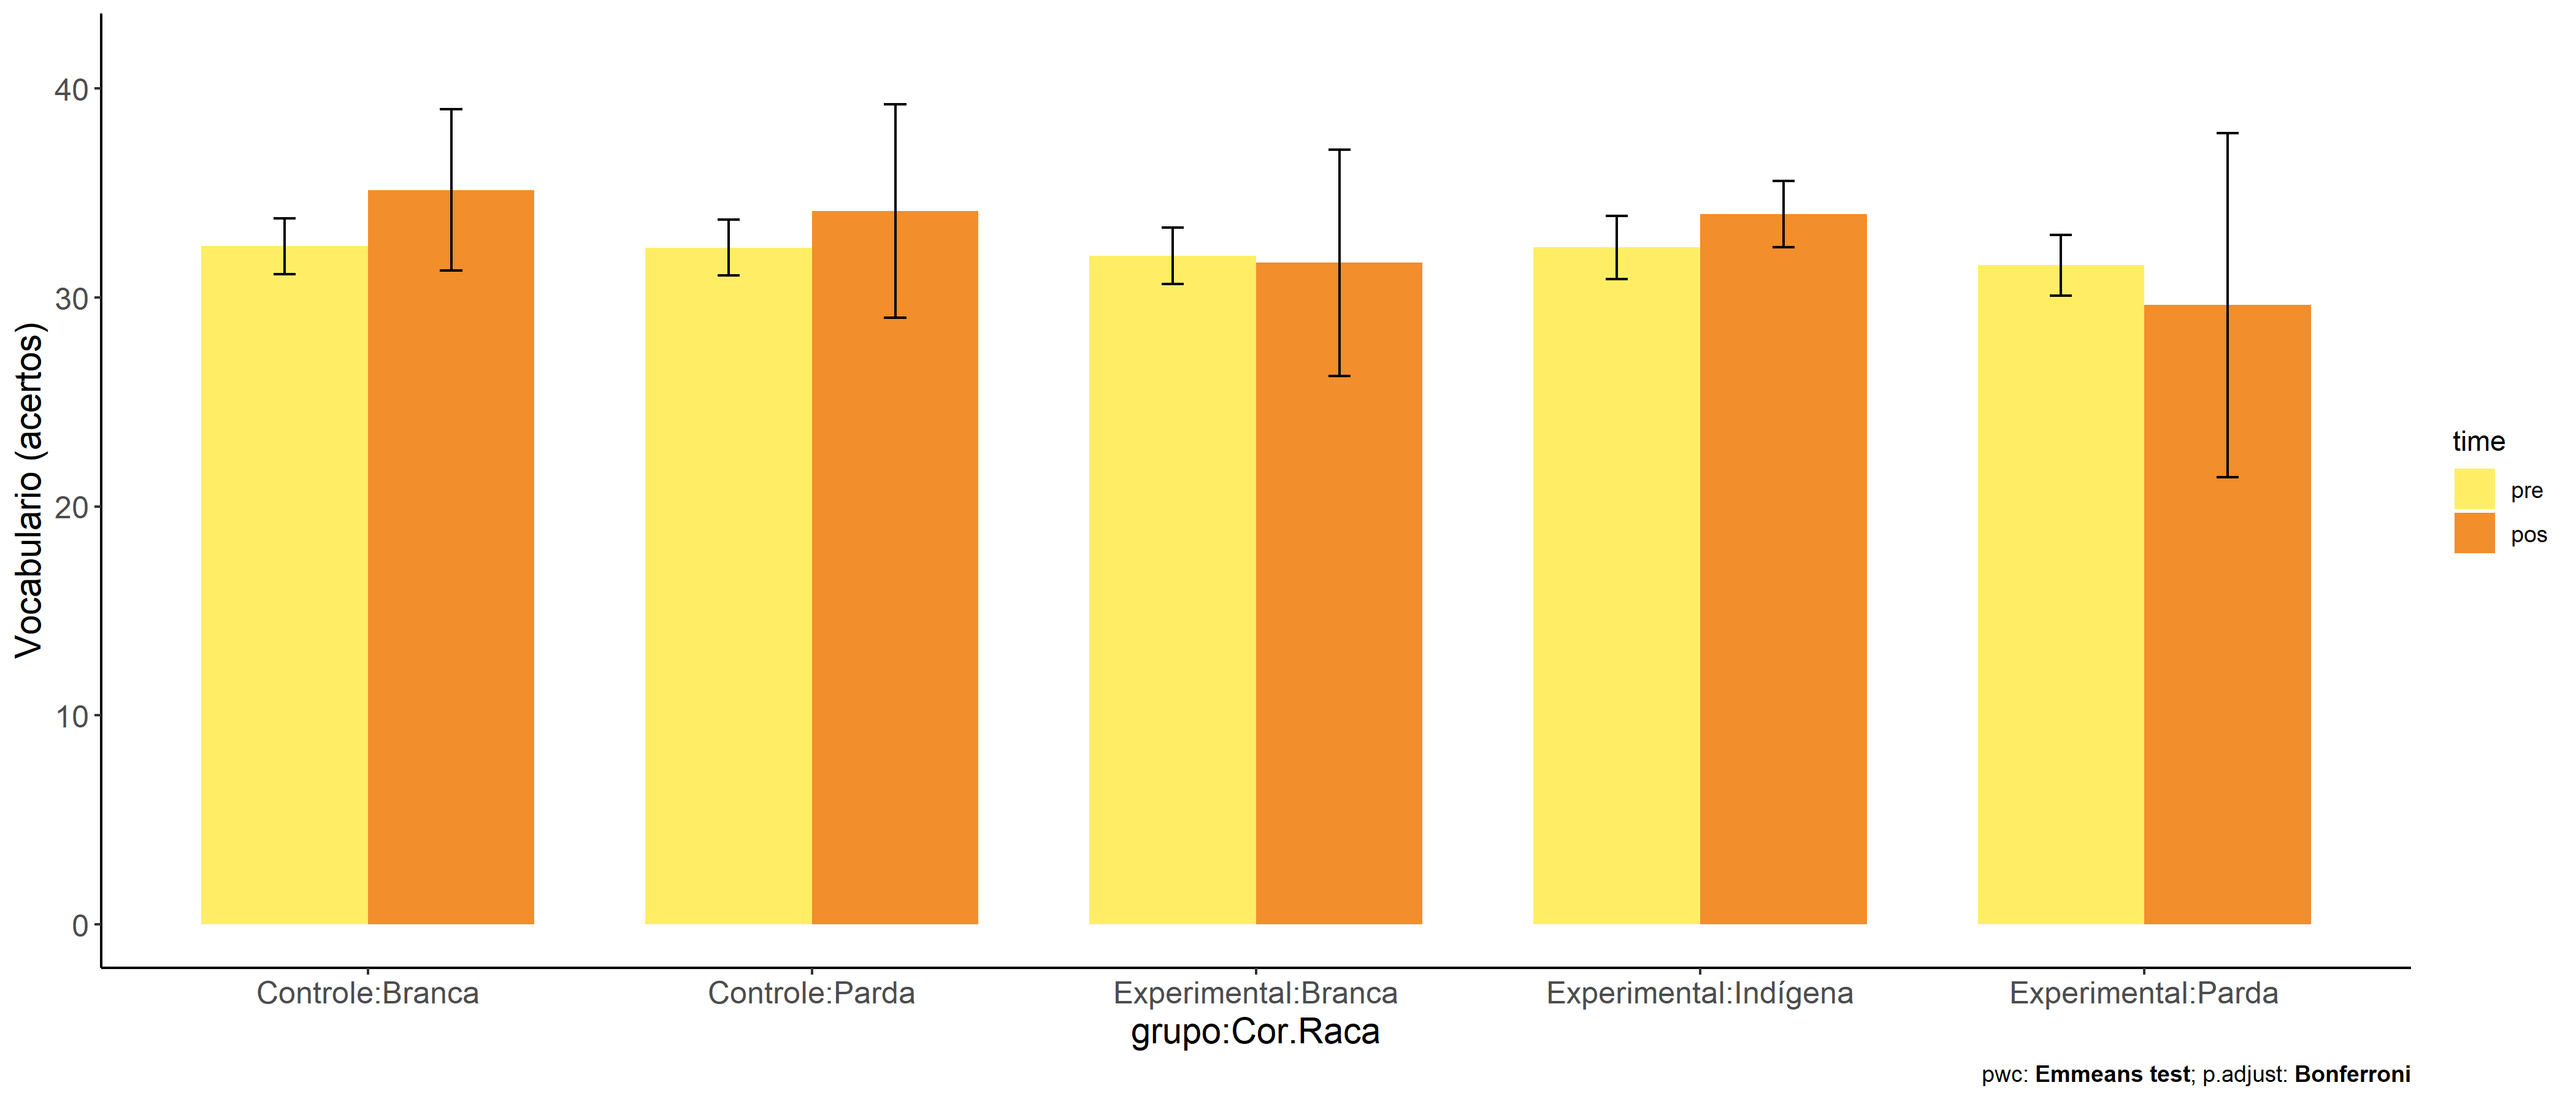 Vocabulario (acertos)
40
30
20
10
0
Controle:Branca
Controle:Parda
Experimental:Branca
Experimental:Indígena
Experimental:Parda
grupo:Cor.Raca
time
pre
pos
pwc: Emmeans test; p.adjust: Bonferroni